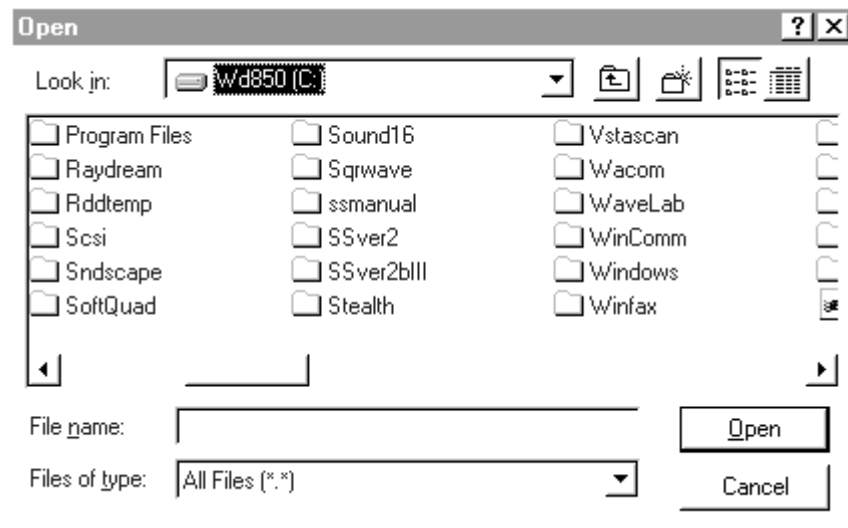 Open
Look in: Wd850 (C:)
Program Files Sound16 Vstascan
Raydream Sqrwave Wacom
Rddtemp ssmanual WaveLab
Scsi SSver2 WinComm
Sndscape SSver2bIII Windows
SoftQuad Stealth Winfax
File name: Open
Files of type: All Files (*.*) Cancel